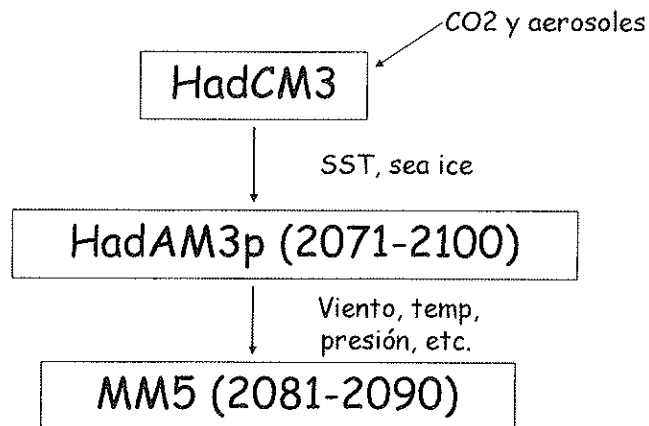 CO2 y aerosoles
HadCM3
SST, sea ice
HadAM3p (2071-2100)
Viento, temp,
presión, etc.
MM5 (2081-2090)